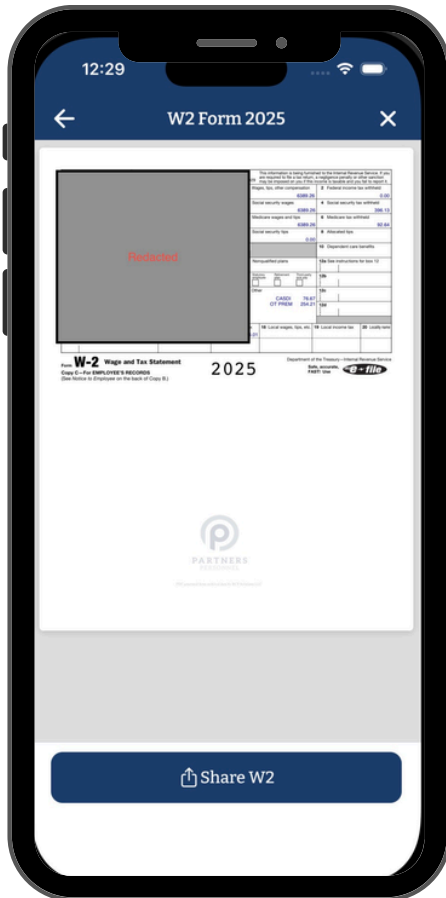 12:29
W2 Form 2025
This information is being furnished to the Internal Revenue Service. If you
are required to file a tax return, a negligence penalty or other sanction
may be imposed on you if this income is taxable and you fail to report it.
Wages, tips, other compensation
2 Federal income tax withheld
6389.26
0.00
Social security wages
4 Social security tax withheld
6389.26
396.13
Medicare wages and tips
6 Medicare tax withheld
6389.26
92.64
Social security tips
8 Allocated tips
0.00
10 Dependent care benefits
Redacted
Nonqualified plans
12a See instructions for box 12
12b
Other
12c
CASDI 76.67
OT PREM 254.21
12d
18 Local wages, tips, etc.
19 Local income tax
20 Locality name
Form W-2 Wage and Tax Statement
2025
Department of the Treasury—Internal Revenue Service
Copy C—For EMPLOYEE'S RECORDS
(See Notice to Employee on the back of Copy B.)
Safe, accurate,
FAST! Use
e-file
PARTNERS
PERSONNEL
Share W2